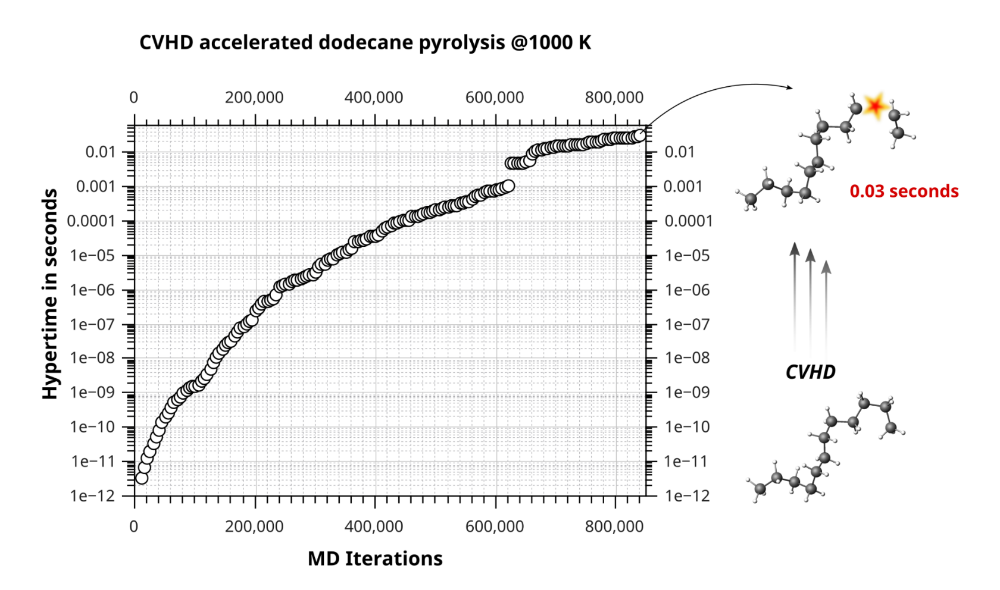 CVHD accelerated dodecane pyrolysis @1000 K
0 200,000 400,000 600,000 800,000
0.01
0.001
0.0001
1e−05
1e−06
1e−07
1e−08
1e−09
1e−10
1e−11
1e−12
Hypertime in seconds
0.01
0.001
0.0001
1e−05
1e−06
1e−07
1e−08
1e−09
1e−10
1e−11
1e−12
0 200,000 400,000 600,000 800,000
MD Iterations
0.03 seconds
CVHD